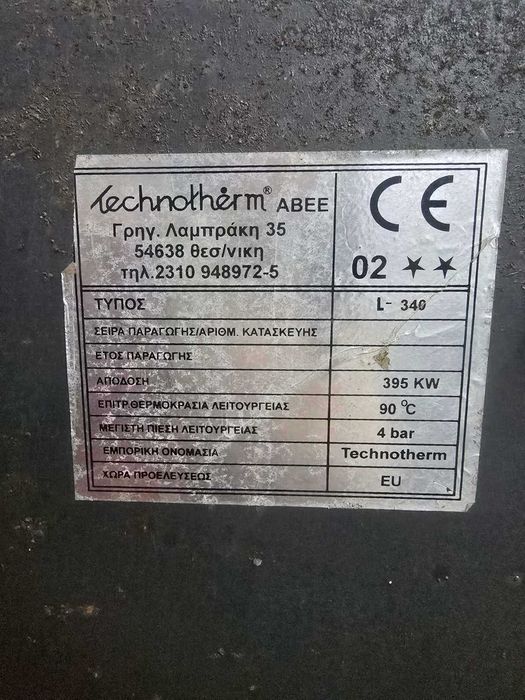 Technotherm® ΑΒΕΕ
Γρηγ. Λαμπράκη 35
54638 θεσ/νικη
τηλ.2310 948972-5
CE
02 ★★
ΤΥΠΟΣ L- 340
ΣΕΙΡΑ ΠΑΡΑΓΩΓΗΣ/ΑΡΙΘΜ. ΚΑΤΑΣΚΕΥΗΣ
ΕΤΟΣ ΠΑΡΑΓΩΓΗΣ
ΑΠΟΔΟΣΗ 395 KW
ΕΠΙΤΡ.ΘΕΡΜΟΚΡΑΣΙΑ ΛΕΙΤΟΥΡΓΕΙΑΣ 90 °C
ΜΕΓΙΣΤΗ ΠΙΕΣΗ ΛΕΙΤΟΥΡΓΕΙΑΣ 4 bar
ΕΜΠΟΡΙΚΗ ΟΝΟΜΑΣΙΑ Technotherm
ΧΩΡΑ ΠΡΟΕΛΕΥΣΕΩΣ EU